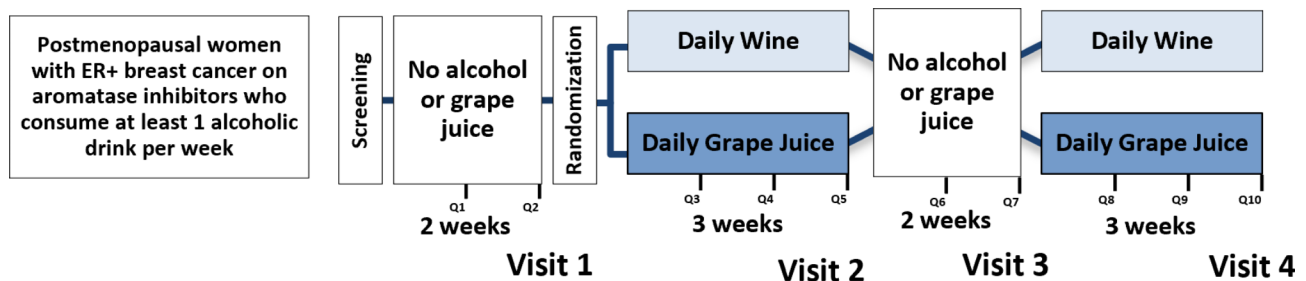 Postmenopausal women
with ER+ breast cancer on
aromatase inhibitors who
consume at least 1 alcoholic
drink per week
Screening
No alcohol
or grape
juice
Randomization
Daily Wine
Daily Grape Juice
No alcohol
or grape
juice
Daily Wine
Daily Grape Juice
Q1 Q2 Q3 Q4 Q5 Q6 Q7 Q8 Q9 Q10
2 weeks 3 weeks 2 weeks 3 weeks
Visit 1 Visit 2 Visit 3 Visit 4